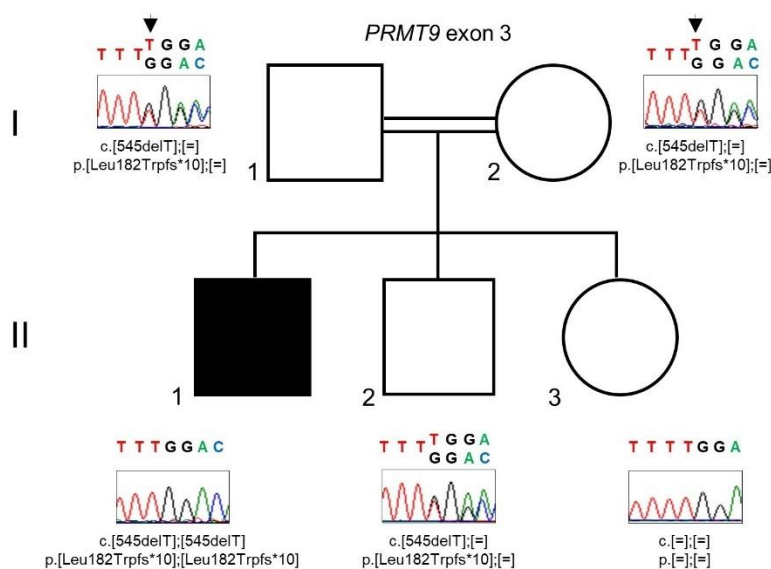 PRMT9 exon 3
T T T T G G A
G G A C
c.[545delT];[=]
p.[Leu182Trpfs*10];[=]
T T T T G G A
G G A C
c.[545delT];[=]
p.[Leu182Trpfs*10];[=]
I
1
2
II
1
2
3
T T T G G A C
c.[545delT];[545delT]
p.[Leu182Trpfs*10];[Leu182Trpfs*10]
T T T T G G A
G G A C
c.[545delT];[=]
p.[Leu182Trpfs*10];[=]
T T T T G G A
c.[=];[=]
p.[=];[=]